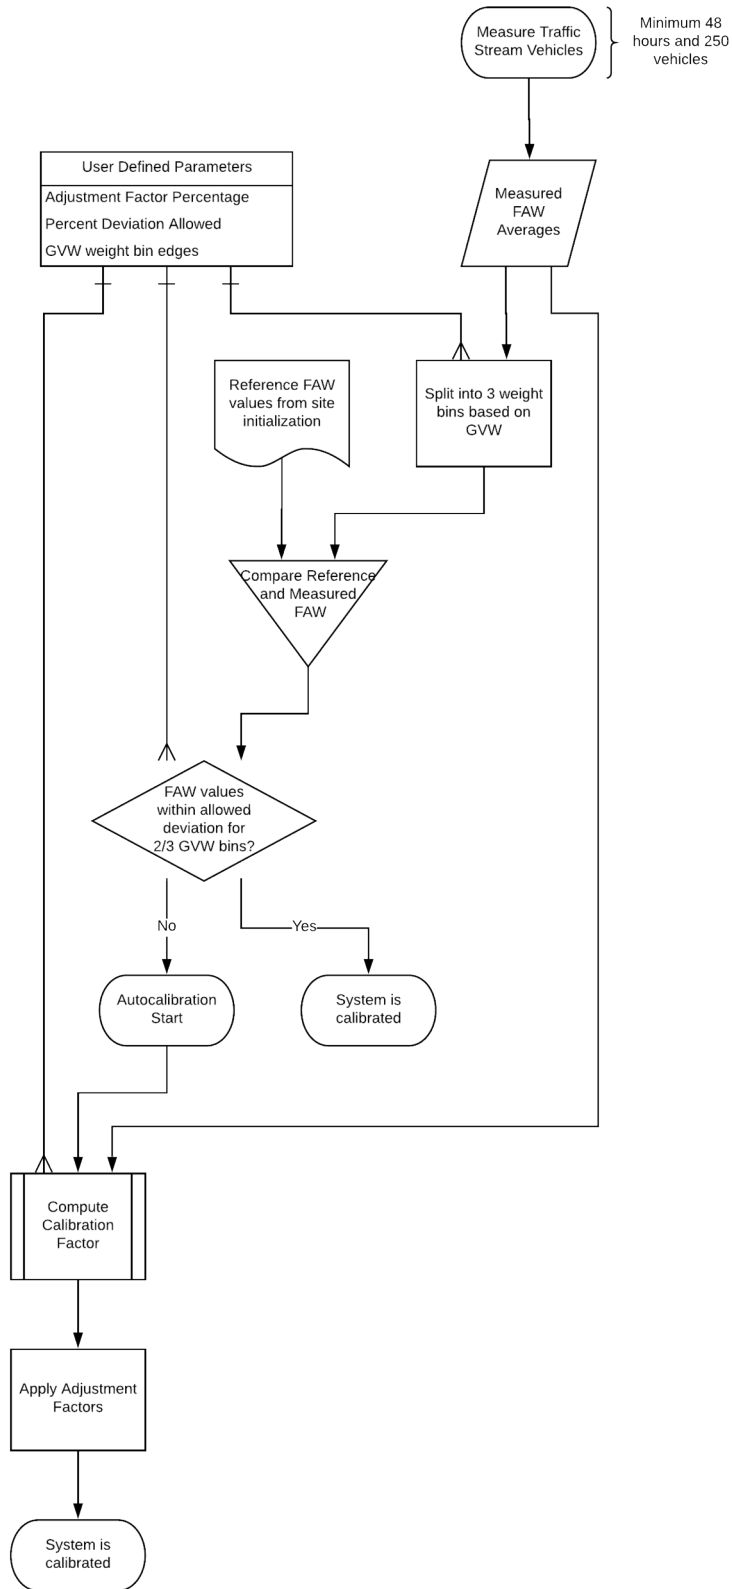 Measure Traffic
Stream Vehicles
Minimum 48
hours and 250
vehicles
User Defined Parameters
Adjustment Factor Percentage
Percent Deviation Allowed
GVW weight bin edges
Measured
FAW
Averages
Reference FAW
values from site
initialization
Split into 3 weight
bins based on
GVW
Compare Reference
and Measured
FAW
FAW values
within allowed
deviation for
2/3 GVW bins?
No
Yes
Autocalibration
Start
System is
calibrated
Compute
Calibration
Factor
Apply Adjustment
Factors
System is
calibrated